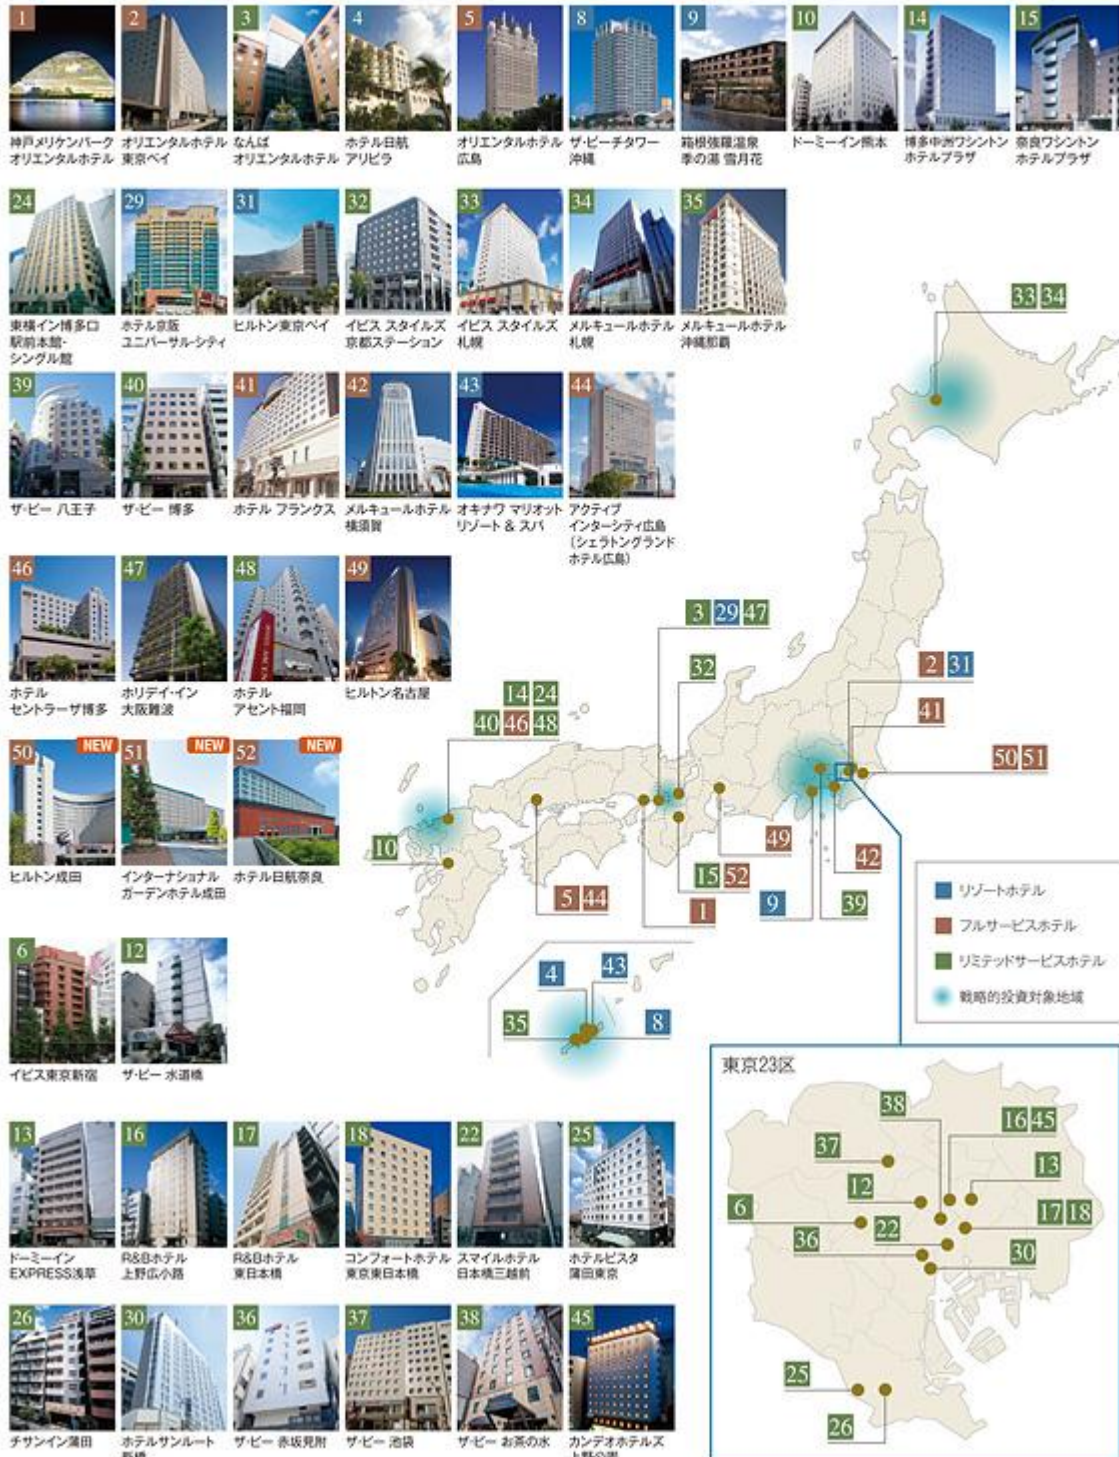 1
神戸メリケンパーク
オリエンタルホテル
2
オリエンタルホテル
東京ベイ
3
なんば
オリエンタルホテル
4
ホテル日航
アリビラ
5
オリエンタルホテル
広島
8
ザ・ビーチタワー
沖縄
9
箱根強羅温泉
季の湯 雪月花
10
ドーミーイン熊本
14
博多中洲ワシントン
ホテルプラザ
15
奈良ワシントン
ホテルプラザ
24
東横イン博多口
駅前本館・
シングル館
29
ホテル京阪
ユニバーサル・シティ
31
ヒルトン東京ベイ
32
イビス スタイルズ
京都ステーション
33
イビス スタイルズ
札幌
34
メルキュールホテル
札幌
35
メルキュールホテル
沖縄那覇
39
ザ・ビー 八王子
40
ザ・ビー 博多
41
ホテル フランクス
42
メルキュールホテル
横須賀
43
オキナワ マリオット
リゾート & スパ
44
アクティブ
インターシティ広島
(シェラトングランド
ホテル広島)
46
ホテル
セントラーザ博多
47
ホリデイ・イン
大阪難波
48
ホテル
アセント福岡
49
ヒルトン名古屋
50
NEW
ヒルトン成田
51
NEW
インターナショナル
ガーデンホテル成田
52
NEW
ホテル日航奈良
6
イビス東京新宿
12
ザ・ビー 水道橋
13
ドーミーイン
EXPRESS浅草
16
R&Bホテル
上野広小路
17
R&Bホテル
東日本橋
18
コンフォートホテル
東京東日本橋
22
スマイルホテル
日本橋三越前
25
ホテルビスタ
蒲田東京
26
チサンイン蒲田
30
ホテルサンルート
新橋
36
ザ・ビー 赤坂見附
37
ザ・ビー 池袋
38
ザ・ビー お茶の水
45
カンデオホテルズ
上野公園
33 34
3 29 47
32
2 31
14 24
40 46 48
41
50 51
10
49
42
5 44
15 52
1
9
39
4
43
35
8
リゾートホテル
フルサービスホテル
リミテッドサービスホテル
戦略的投資対象地域
東京23区
38
16 45
37
13
12
6
17 18
22
36
30
25
26